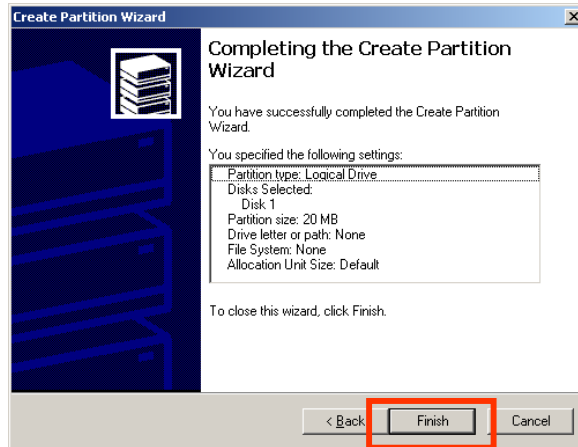 Create Partition Wizard
Completing the Create Partition
Wizard
You have successfully completed the Create Partition
Wizard.
You specified the following settings:
Partition type: Logical Drive
Disks Selected:
Disk 1
Partition size: 20 MB
Drive letter or path: None
File System: None
Allocation Unit Size: Default
To close this wizard, click Finish.
< Back
Finish
Cancel